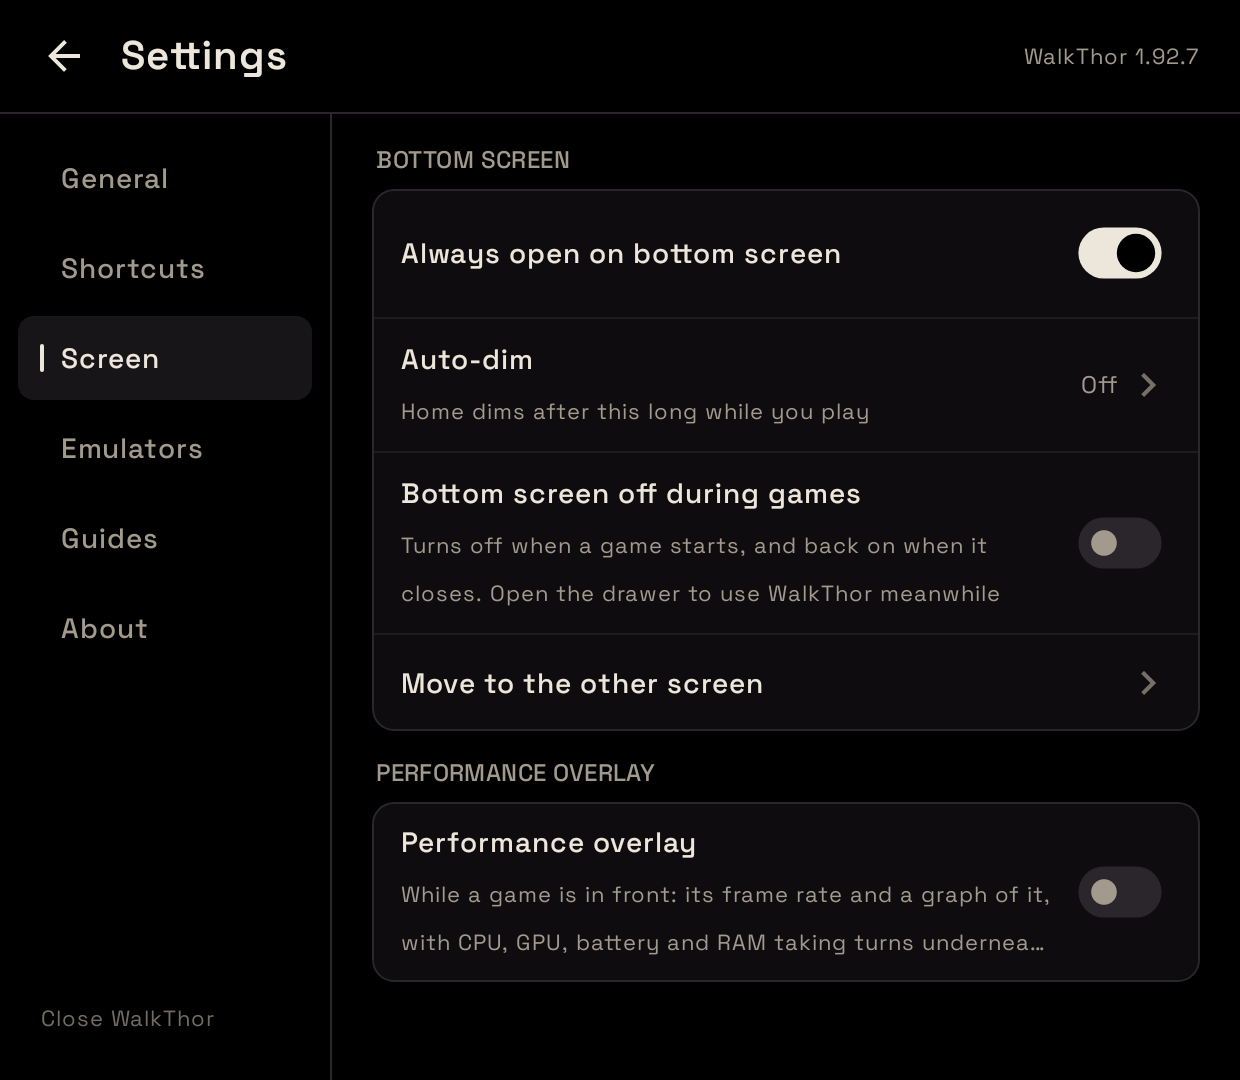 Settings
WalkThor 1.92.7
General
Shortcuts
Screen
Emulators
Guides
About
Close WalkThor
BOTTOM SCREEN
Always open on bottom screen
Auto-dim
Home dims after this long while you play
Off
Bottom screen off during games
Turns off when a game starts, and back on when it
closes. Open the drawer to use WalkThor meanwhile
Move to the other screen
PERFORMANCE OVERLAY
Performance overlay
While a game is in front: its frame rate and a graph of it,
with CPU, GPU, battery and RAM taking turns undernea…